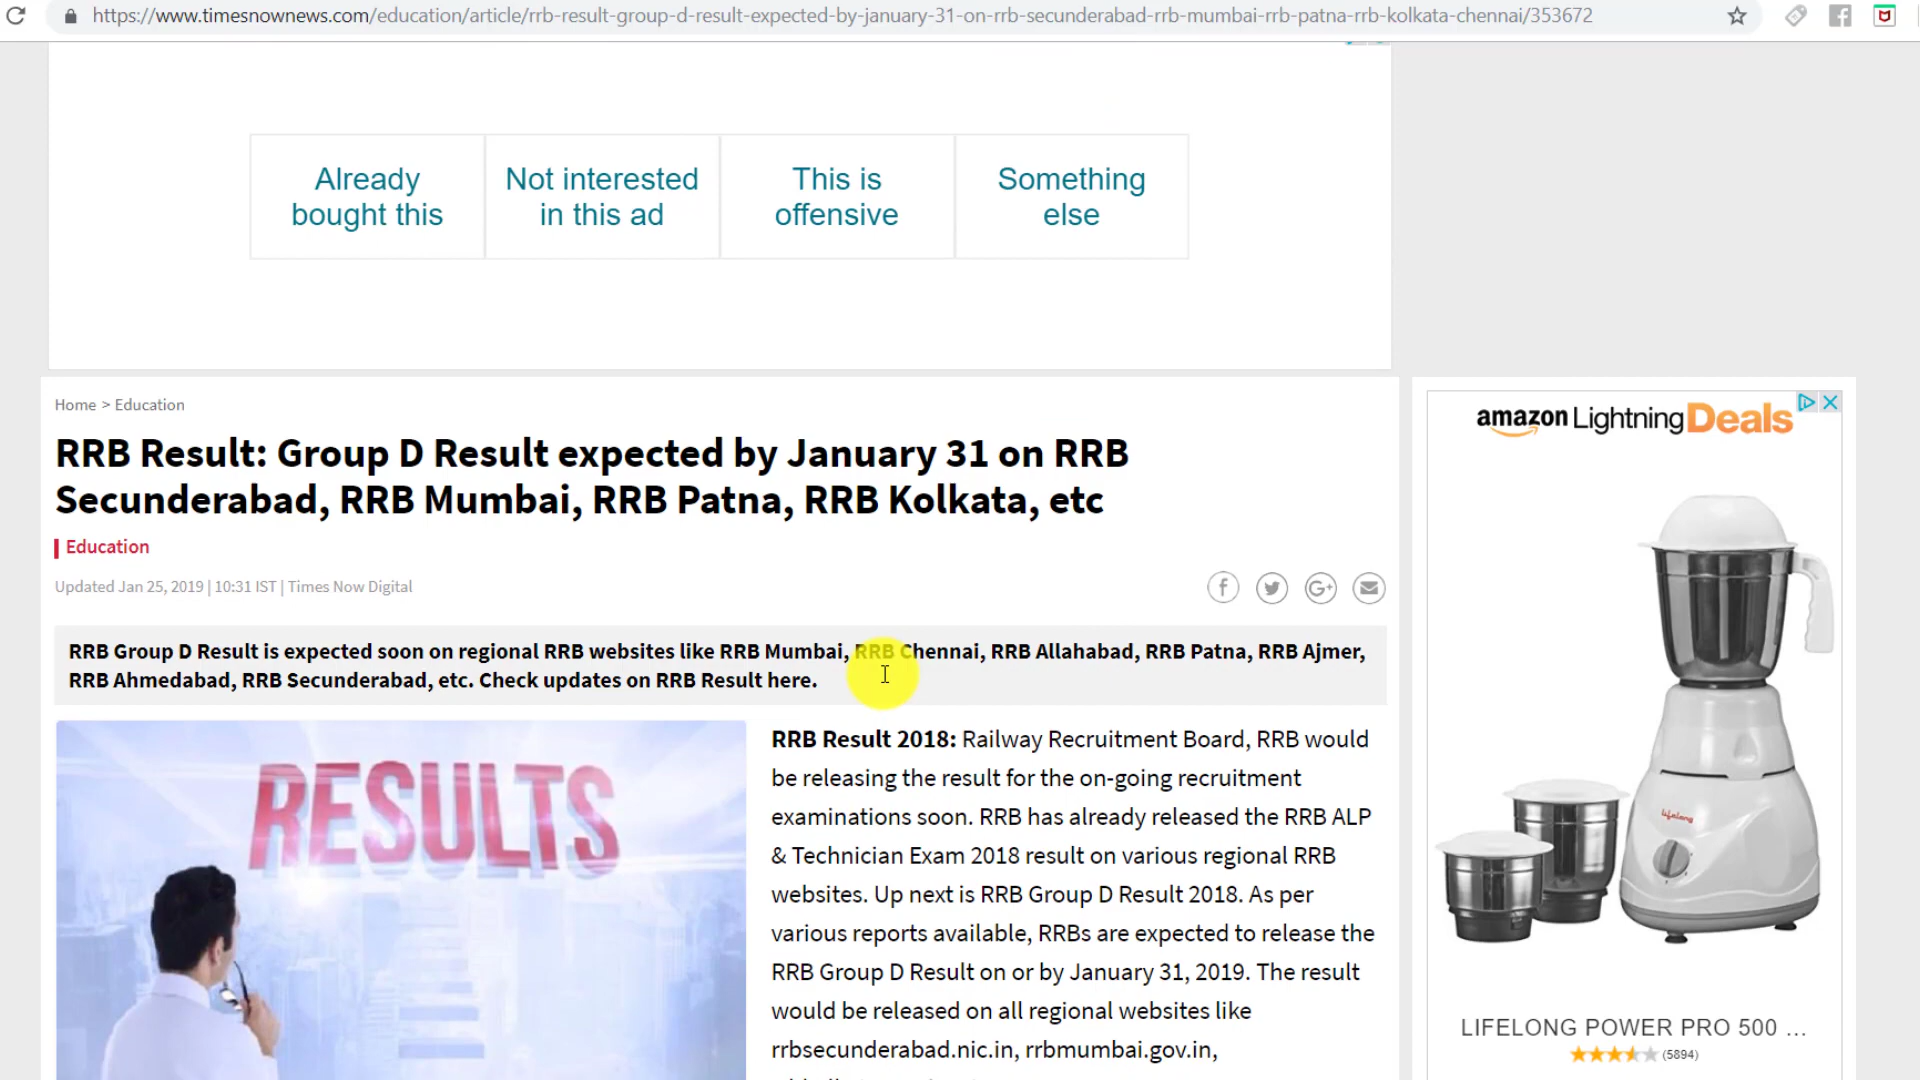 https://www.timesnownews.com/education/article/rrb-result-group-d-result-expected-by-january-31-on-rrb-secunderabad-rrb-mumbai-rrb-patna-rrb-kolkata-chennai/353672
Already
bought this
Not interested
in this ad
This is
offensive
Something
else
Home > Education
RRB Result: Group D Result expected by January 31 on RRB
Secunderabad, RRB Mumbai, RRB Patna, RRB Kolkata, etc
Education
Updated Jan 25, 2019 | 10:31 IST | Times Now Digital
RRB Group D Result is expected soon on regional RRB websites like RRB Mumbai, RRB Chennai, RRB Allahabad, RRB Patna, RRB Ajmer,
RRB Ahmedabad, RRB Secunderabad, etc. Check updates on RRB Result here.
RESULTS
RRB Result 2018: Railway Recruitment Board, RRB would
be releasing the result for the on-going recruitment
examinations soon. RRB has already released the RRB ALP
& Technician Exam 2018 result on various regional RRB
websites. Up next is RRB Group D Result 2018. As per
various reports available, RRBs are expected to release the
RRB Group D Result on or by January 31, 2019. The result
would be released on all regional websites like
rrbsecunderabad.nic.in, rrbmumbai.gov.in,
amazon Lightning Deals
lifelong
LIFELONG POWER PRO 500 ...
(5894)